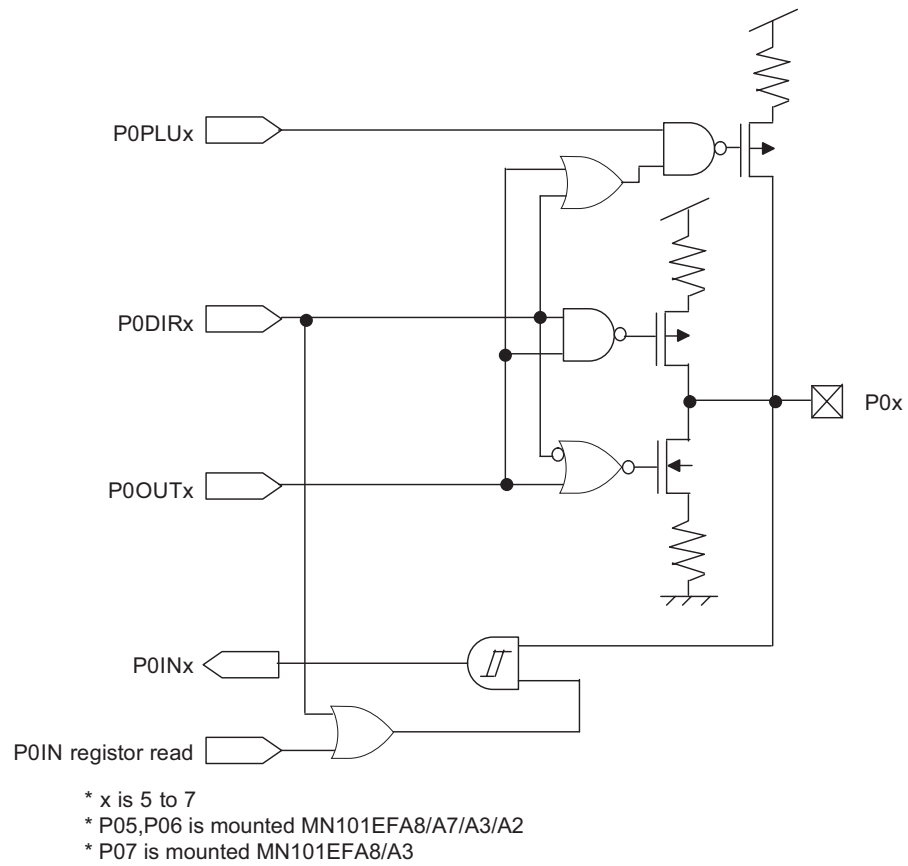 P0PLUx
P0DIRx
P0x
P0OUTx
P0INx
P0IN registor read
* x is 5 to 7
* P05,P06 is mounted MN101EFA8/A7/A3/A2
* P07 is mounted MN101EFA8/A3